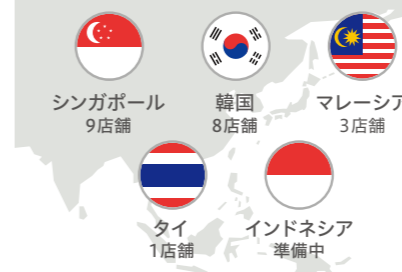 シンガポール
9店舗
韓国
8店舗
マレーシア
3店舗
タイ
1店舗
インドネシア
準備中